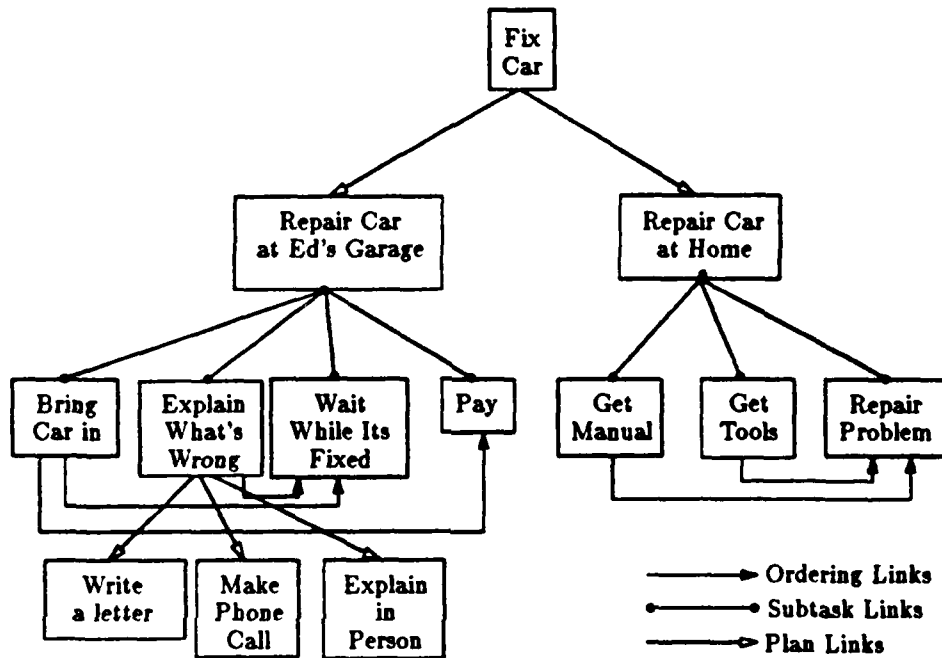 Fix
Car
Repair Car
at Ed's Garage
Repair Car
at Home
Bring
Car in
Explain
What's
Wrong
Wait
While Its
Fixed
Pay
Get
Manual
Get
Tools
Repair
Problem
Write
a letter
Make
Phone
Call
Explain
in
Person
Ordering Links
Subtask Links
Plan Links